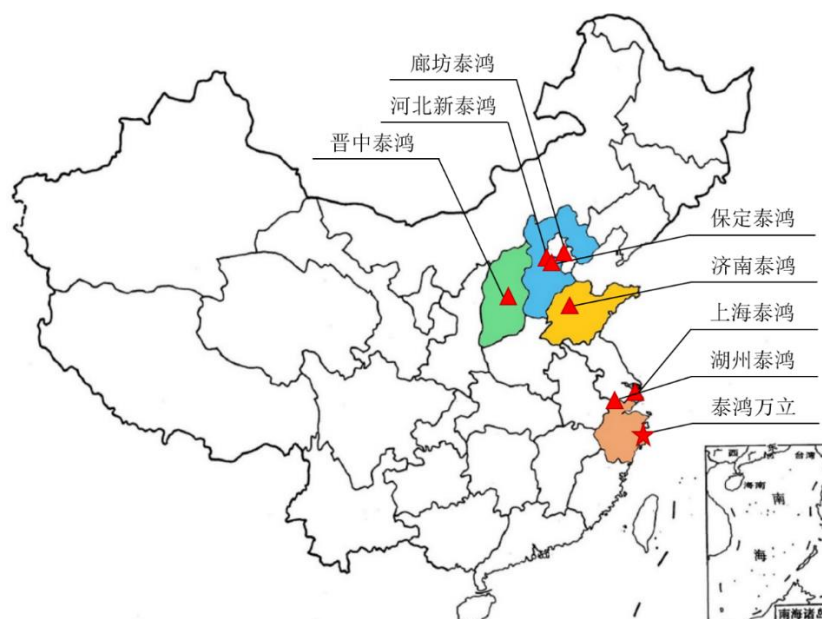 廊坊泰鸿
河北新泰鸿
晋中泰鸿
保定泰鸿
济南泰鸿
上海泰鸿
湖州泰鸿
泰鸿万立
广西
台湾
海南
南
海
南海诸岛